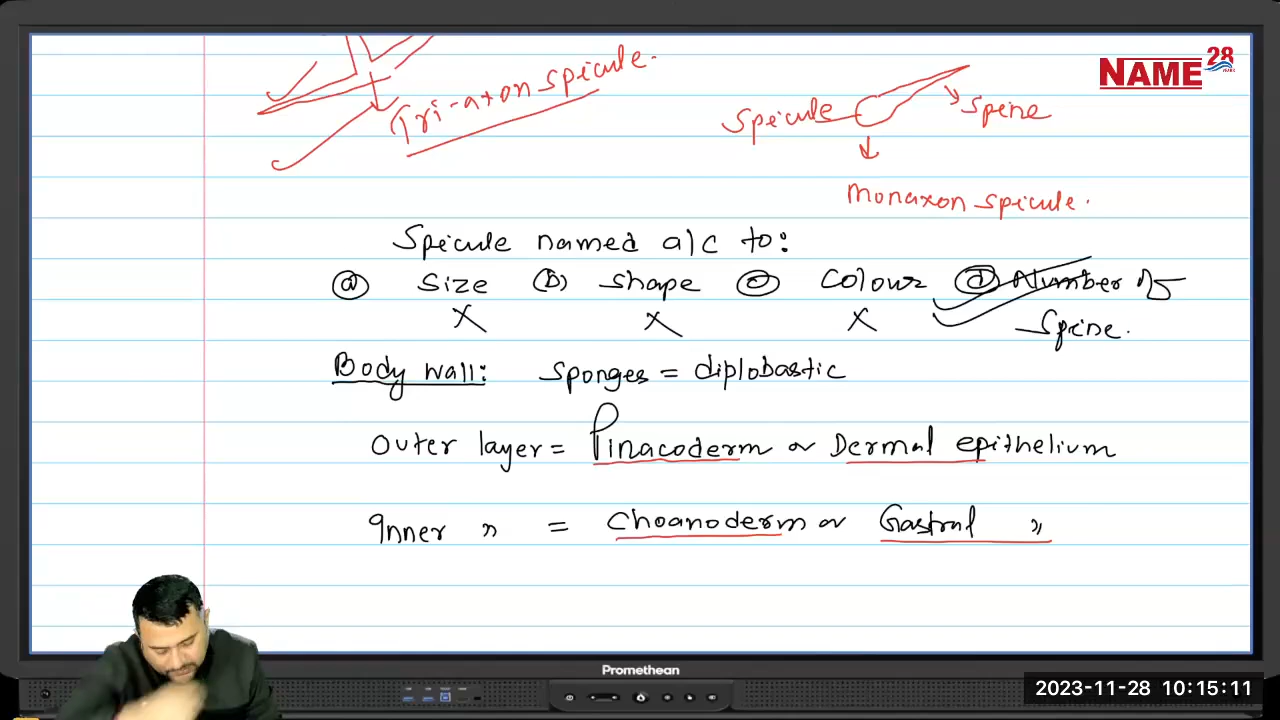 NAME 28 YEARS
Tri-axon spicule.
Spicule
Spine
Monaxon spicule.
Spicule named a/c to:
(a) Size (b) Shape (c) Colour (d) Number of
X X X Spine.
Body wall: Sponges = diplobastic
Outer layer = Pinacoderm or Dermal epithelium
Inner " = Choanoderm or Gastral "
Promethean
2023-11-28 10:15:11